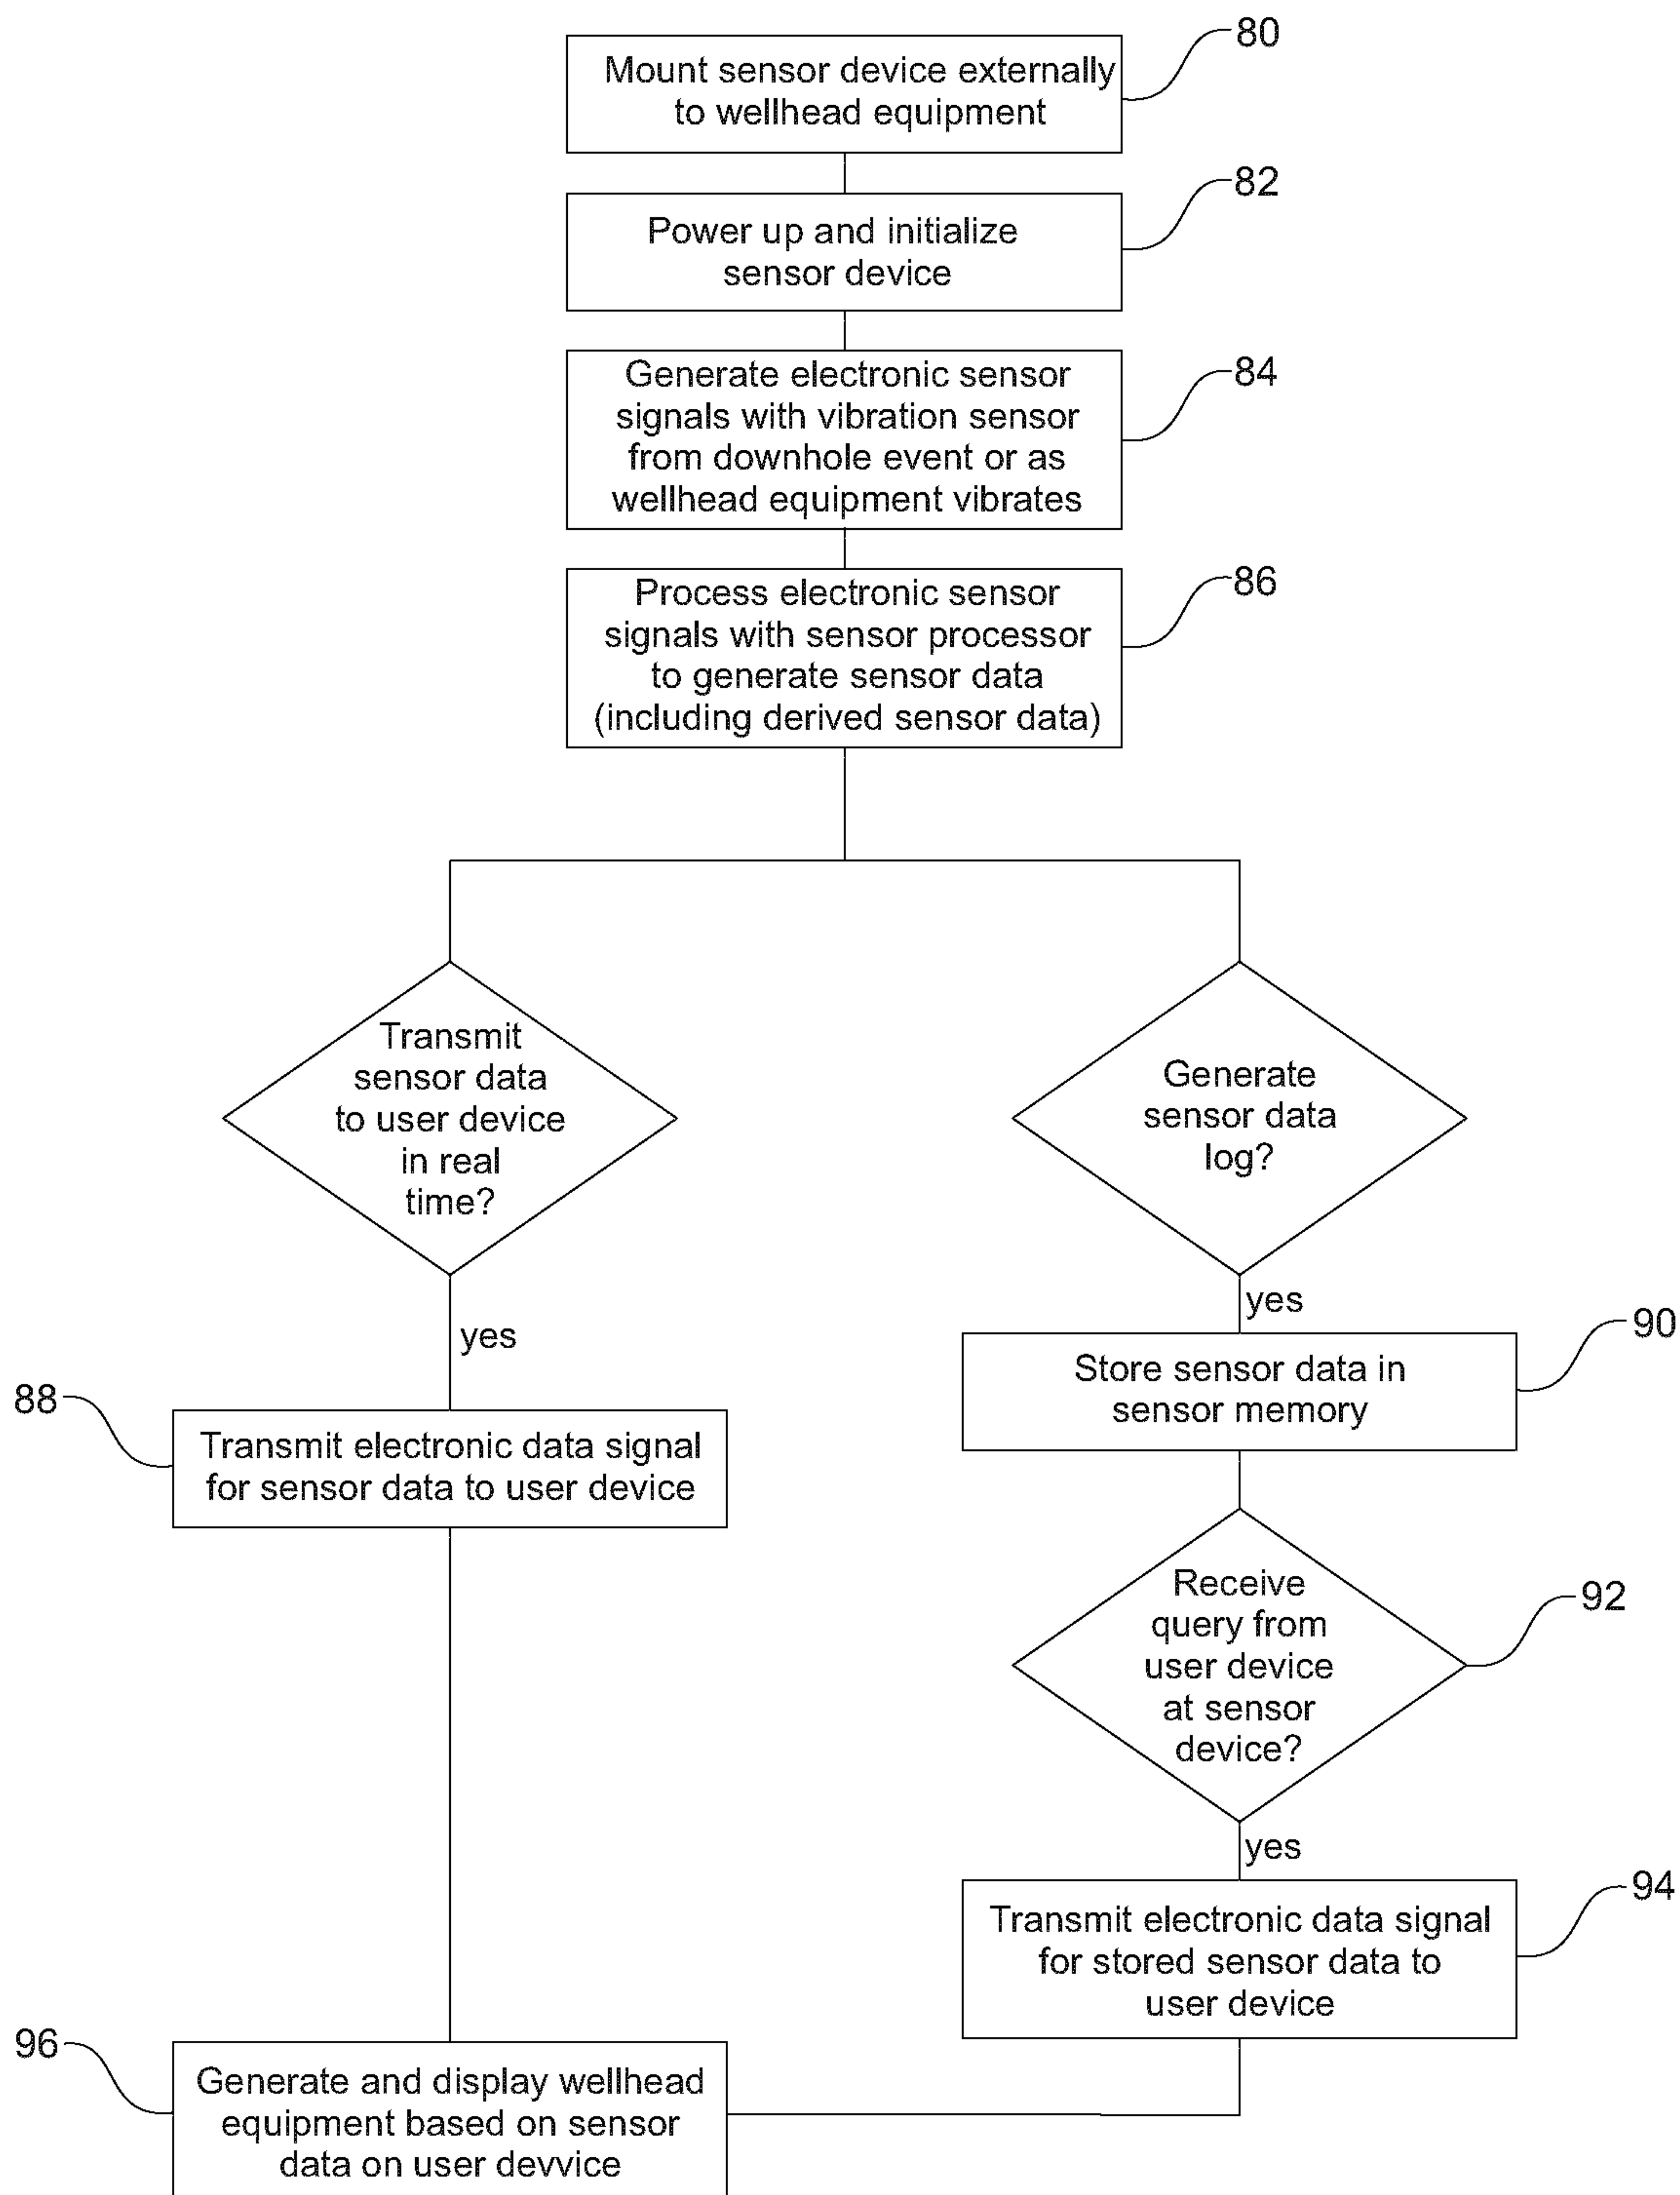 80
Mount sensor device externally
to wellhead equipment
82
Power up and initialize
sensor device
84
Generate electronic sensor
signals with vibration sensor
from downhole event or as
wellhead equipment vibrates
86
Process electronic sensor
signals with sensor processor
to generate sensor data
(including derived sensor data)
Transmit
sensor data
to user device
in real
time?
yes
88
Transmit electronic data signal
for sensor data to user device
Generate
sensor data
log?
yes
90
Store sensor data in
sensor memory
92
Receive
query from
user device
at sensor
device?
yes
94
Transmit electronic data signal
for stored sensor data to
user device
96
Generate and display wellhead
equipment based on sensor
data on user devvice